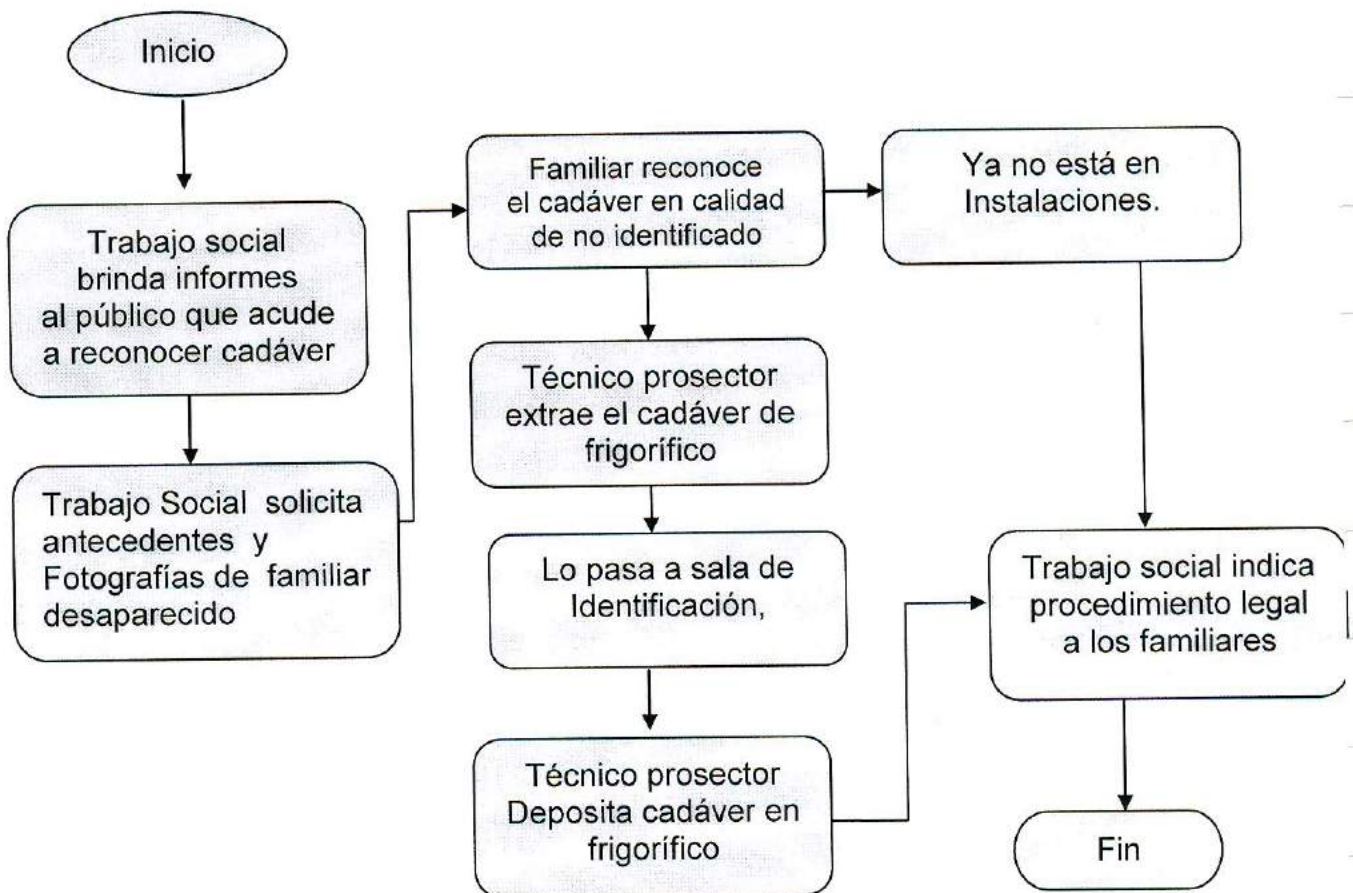 Inicio
Trabajo social
brinda informes
al público que acude
a reconocer cadáver
Trabajo Social solicita
antecedentes y
Fotografías de familiar
desaparecido
Familiar reconoce
el cadáver en calidad
de no identificado
Técnico prosector
extrae el cadáver de
frigorífico
Lo pasa a sala de
Identificación,
Técnico prosector
Deposita cadáver en
frigorífico
Ya no está en
Instalaciones.
Trabajo social indica
procedimiento legal
a los familiares
Fin